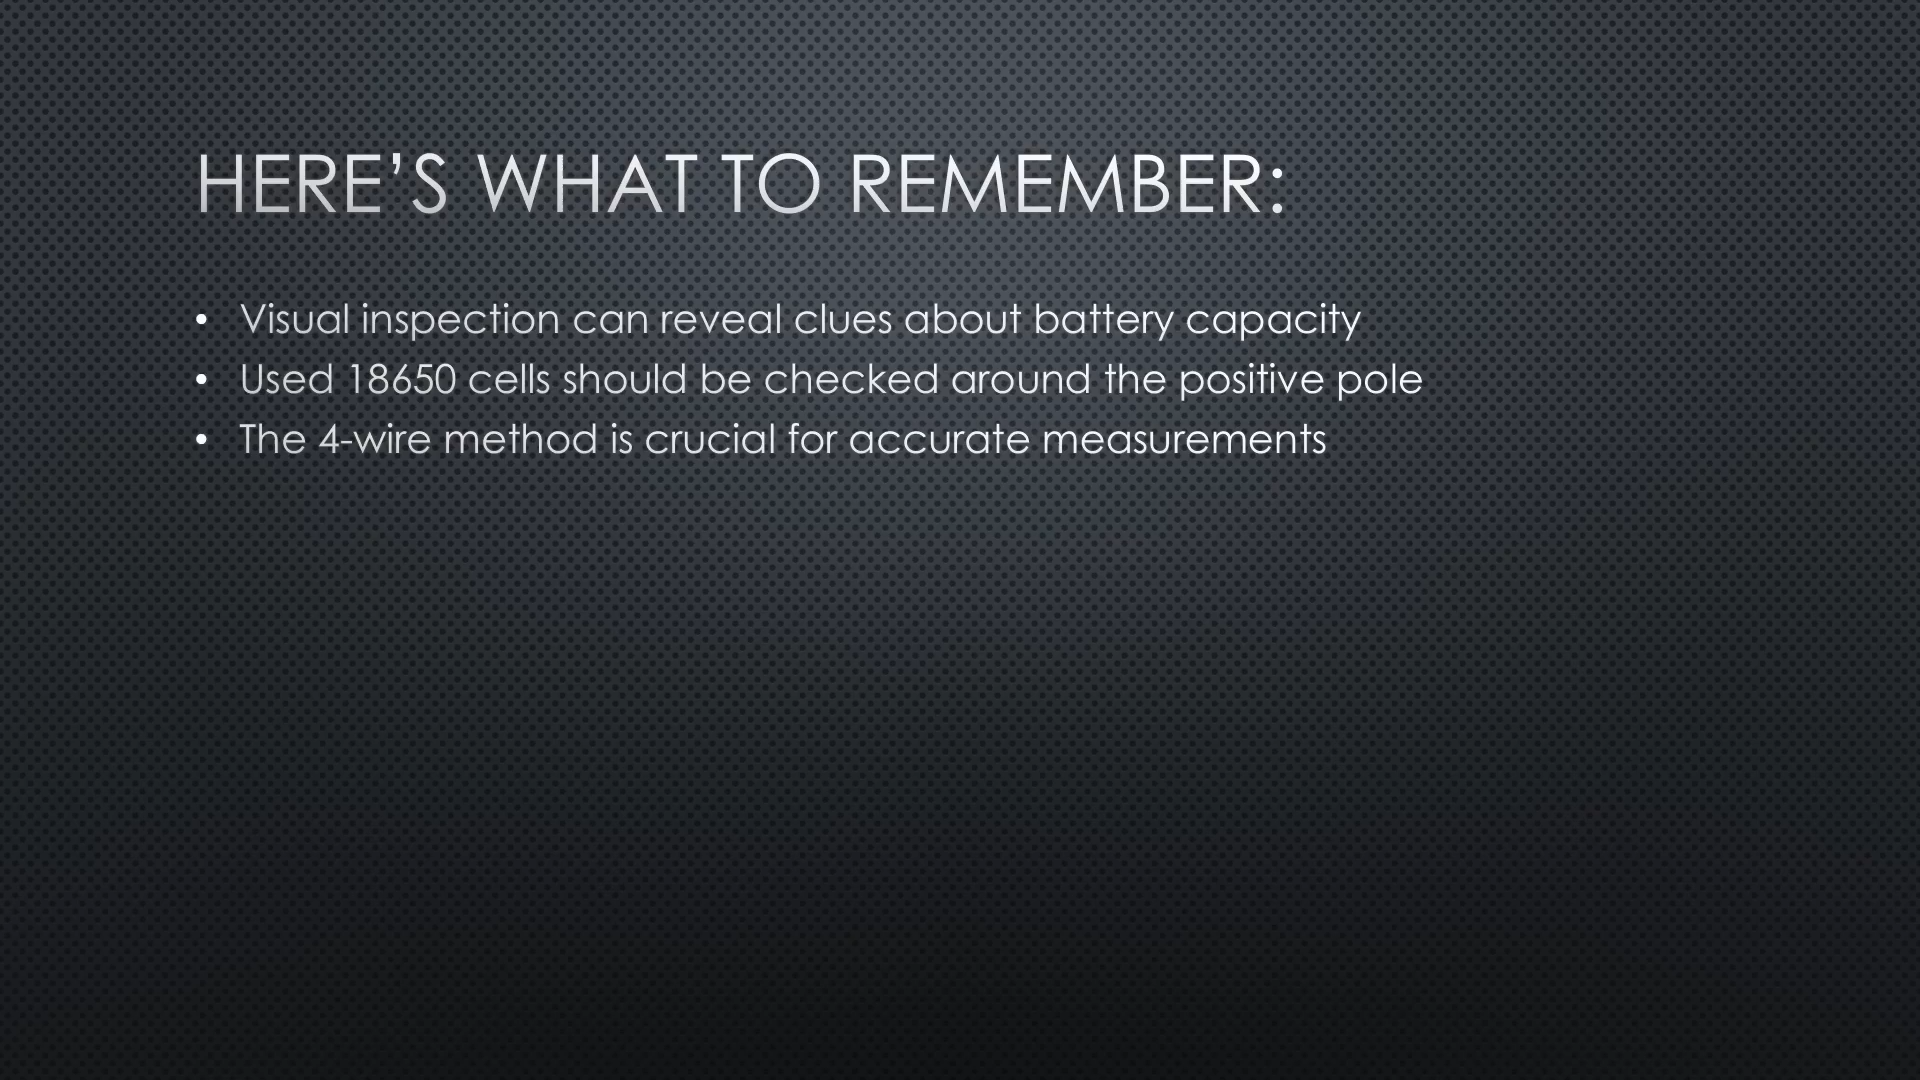 HERE’S WHAT TO REMEMBER:
• Visual inspection can reveal clues about battery capacity
• Used 18650 cells should be checked around the positive pole
• The 4-wire method is crucial for accurate measurements